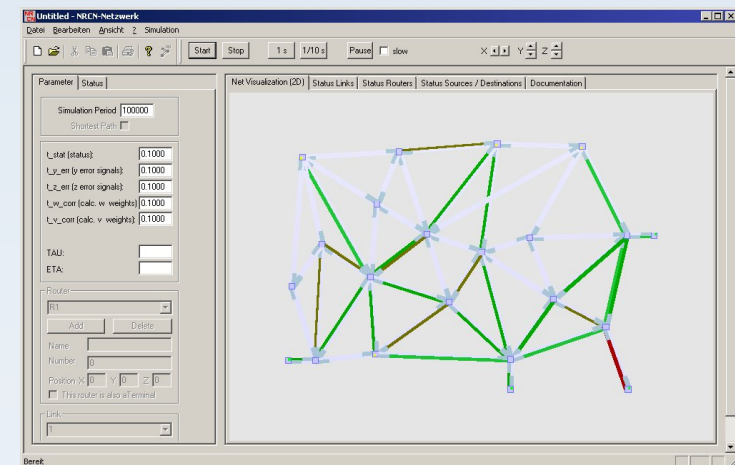 Untitled - NRCN-Netzwerk
Datei Bearbeiten Ansicht ? Simulation
Start Stop 1 s 1/10 s Pause slow X Y Z
Parameter Status
Net Visualization (2D) Status Links Status Routers Status Sources / Destinations Documentation
Simulation Period 100000
Shortest Path
t_stat (status): 0.1000
t_y_err (y error signals): 0.1000
t_z_err (z error signals): 0.1000
t_w_corr (calc. w weights) 0.1000
t_v_corr (calc. v weights): 0.1000
TAU:
ETA:
Router
R1
Add Delete
Name
Number 0
Position X 0 Y 0 Z 0
This router is also aTerminal
Link
1
Bereit